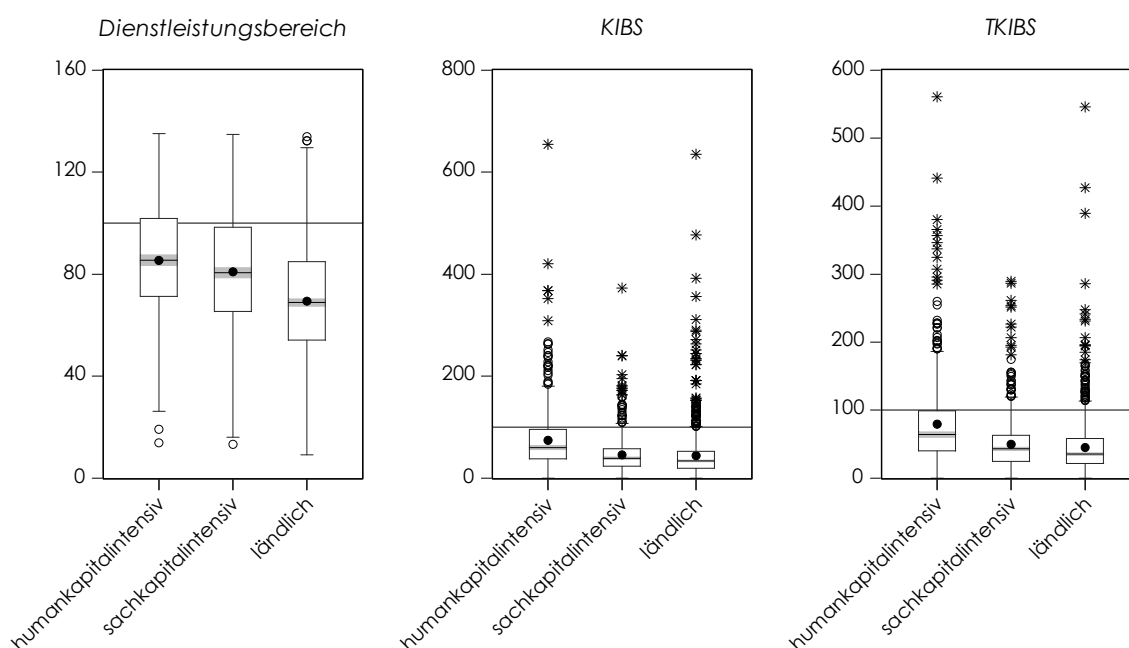 Dienstleistungsbereich
160
120
80
40
0
humankapitalintensiv
sachkapitalintensiv
ländlich
KIBS
800
600
400
200
0
humankapitalintensiv
sachkapitalintensiv
ländlich
TKIBS
600
500
400
300
200
100
0
humankapitalintensiv
sachkapitalintensiv
ländlich